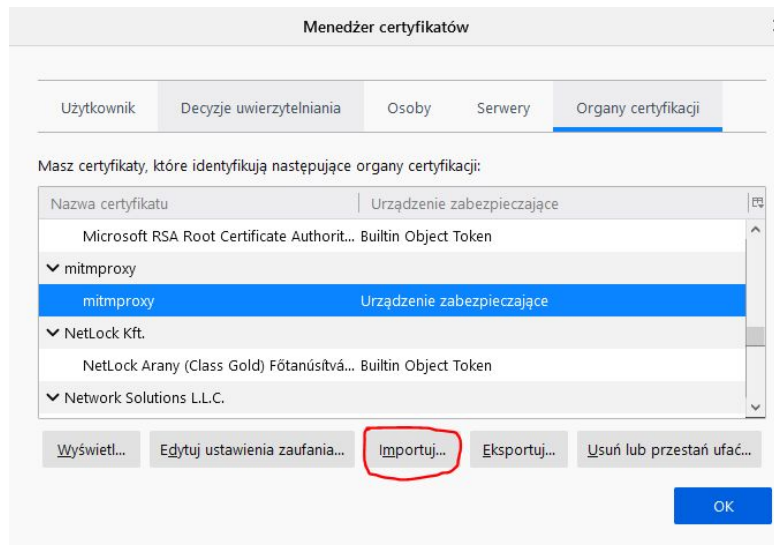 Menedżer certyfikatów
Użytkownik Decyzje uwierzytelniania Osoby Serwery Organy certyfikacji
Masz certyfikaty, które identyfikują następujące organy certyfikacji:
Nazwa certyfikatu Urządzenie zabezpieczające
Microsoft RSA Root Certificate Authorit... Builtin Object Token
mitmproxy
mitmproxy Urządzenie zabezpieczające
NetLock Kft.
NetLock Arany (Class Gold) Főtanúsítvá... Builtin Object Token
Network Solutions L.L.C.
Wyświetl... Edytuj ustawienia zaufania... Importuj... Eksportuj... Usuń lub przestań ufać...
OK